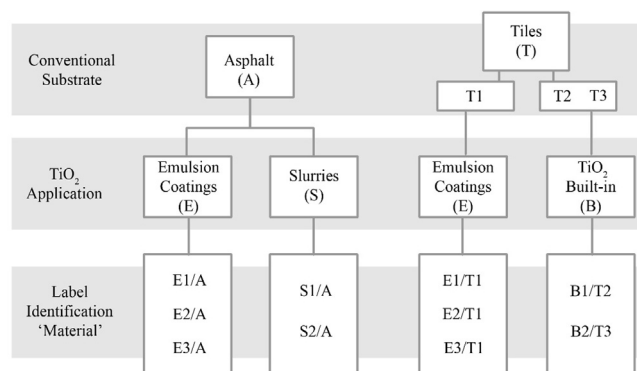 Conventional
Substrate
Asphalt
(A)
Tiles
(T)
T1
T2 T3
TiO₂
Application
Emulsion
Coatings
(E)
Slurries
(S)
Emulsion
Coatings
(E)
TiO₂
Built-in
(B)
Label
Identification
‘Material’
E1/A
E2/A
E3/A
S1/A
S2/A
E1/T1
E2/T1
E3/T1
B1/T2
B2/T3